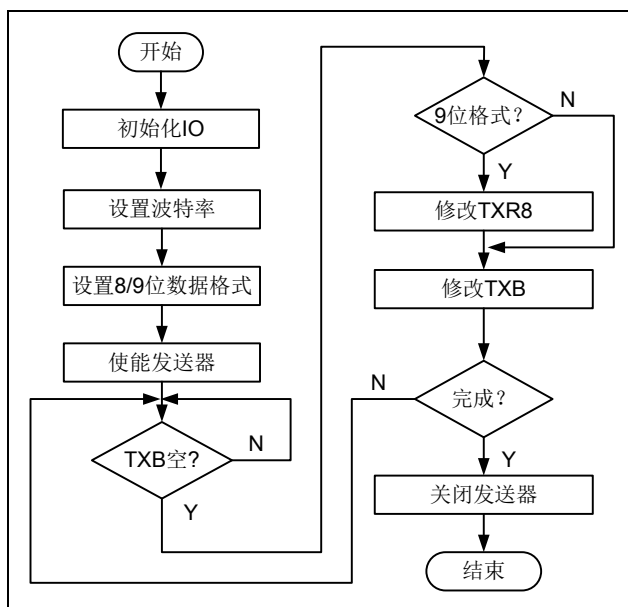 开始
初始化IO
设置波特率
设置8/9位数据格式
使能发送器
TXB空?
N
Y
9位格式？
N
Y
修改TXR8
修改TXB
完成？
N
Y
关闭发送器
结束